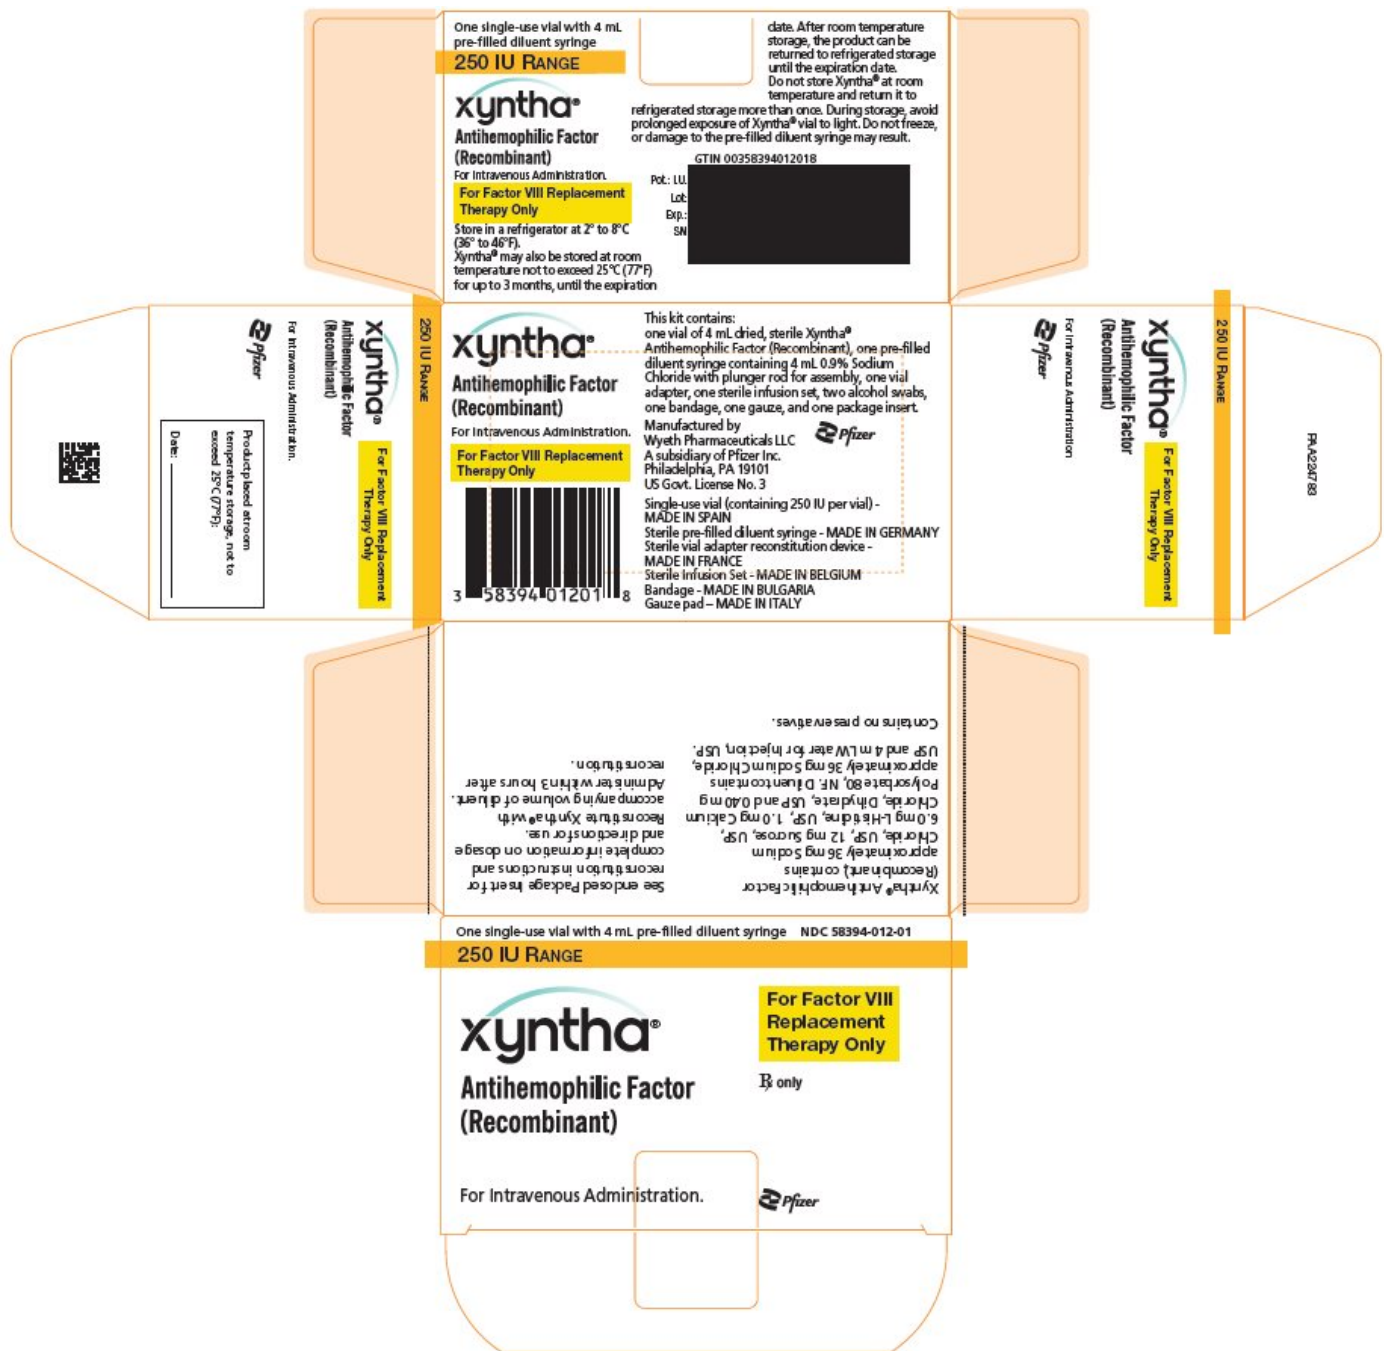 One single-use vial with 4 mL
pre-filled diluent syringe
250 IU RANGE
xyntha®
Antihemophilic Factor
(Recombinant)
For Intravenous Administration.
For Factor VIII Replacement
Therapy Only
Store in a refrigerator at 2° to 8°C
(36° to 46°F).
Xyntha® may also be stored at room
temperature not to exceed 25°C (77°F)
for up to 3 months, until the expiration
date. After room temperature
storage, the product can be
returned to refrigerated storage
until the expiration date.
Do not store Xyntha® at room
temperature and return it to
refrigerated storage more than once. During storage, avoid
prolonged exposure of Xyntha® vial to light. Do not freeze,
or damage to the pre-filled diluent syringe may result.
GTIN 00358394012018
Pot.: I.U.
Lot:
Exp.:
SN
250 IU RANGE
xyntha®
Antihemophilic Factor
(Recombinant)
For Intravenous Administration.
For Factor VIII Replacement
Therapy Only
Pfizer
Product placed at room
temperature storage, not to
exceed 25°C (77°F):
Date:
xyntha®
Antihemophilic Factor
(Recombinant)
For Intravenous Administration.
For Factor VIII Replacement
Therapy Only
3 58394 01201 8
This kit contains:
one vial of 4 mL dried, sterile Xyntha®
Antihemophilic Factor (Recombinant), one pre-filled
diluent syringe containing 4 mL 0.9% Sodium
Chloride with plunger rod for assembly, one vial
adapter, one sterile infusion set, two alcohol swabs,
one bandage, one gauze, and one package insert.
Manufactured by
Wyeth Pharmaceuticals LLC
A subsidiary of Pfizer Inc.
Philadelphia, PA 19101
US Govt. License No. 3
Pfizer
Single-use vial (containing 250 IU per vial) -
MADE IN SPAIN
Sterile pre-filled diluent syringe - MADE IN GERMANY
Sterile vial adapter reconstitution device -
MADE IN FRANCE
Sterile Infusion Set - MADE IN BELGIUM
Bandage - MADE IN BULGARIA
Gauze pad – MADE IN ITALY
250 IU RANGE
xyntha®
Antihemophilic Factor
(Recombinant)
For Intravenous Administration
For Factor VIII Replacement
Therapy Only
Pfizer
PAA224783
Xyntha® Antihemophilic Factor
(Recombinant), contains
approximately 36 mg Sodium
Chloride, USP, 12 mg Sucrose, USP,
6.0 mg L-Histidine, USP, 1.0 mg Calcium
Chloride, Dihydrate, USP and 0.40 mg
Polysorbate 80, NF. Diluent contains
approximately 36 mg Sodium Chloride,
USP and 4 mL Water for Injection, USP.
Contains no preservatives.
See enclosed Package Insert for
reconstitution instructions and
complete information on dosage
and directions for use.
Reconstitute Xyntha® with
accompanying volume of diluent.
Administer within 3 hours after
reconstitution.
One single-use vial with 4 mL pre-filled diluent syringe NDC 58394-012-01
250 IU RANGE
xyntha®
Antihemophilic Factor
(Recombinant)
For Intravenous Administration.
For Factor VIII
Replacement
Therapy Only
℞ only
Pfizer